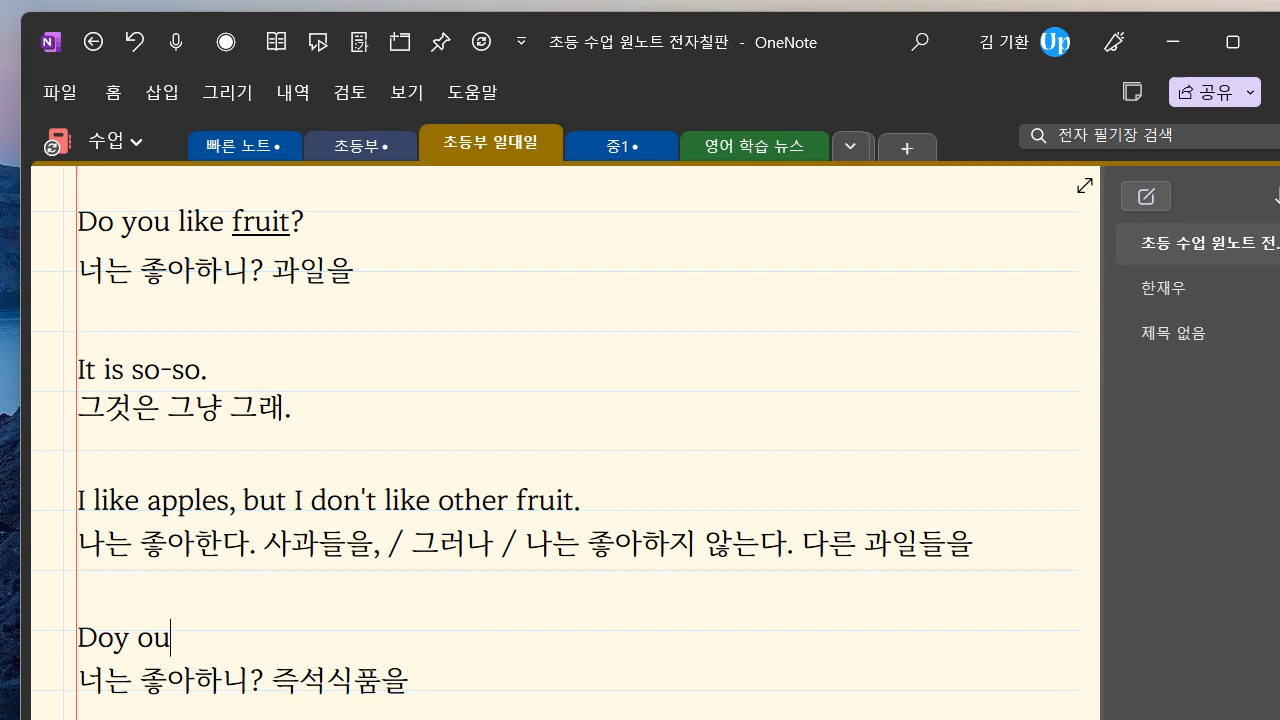 초등 수업 원노트 전자칠판 - OneNote
김 기환
Up
파일 홈 삽입 그리기 내역 검토 보기 도움말
공유
수업
빠른 노트
초등부
초등부 일대일
중1
영어 학습 뉴스
전자 필기장 검색
Do you like fruit?
너는 좋아하니? 과일을
It is so-so.
그것은 그냥 그래.
I like apples, but I don't like other fruit.
나는 좋아한다. 사과들을, / 그러나 / 나는 좋아하지 않는다. 다른 과일들을
Doy ou
너는 좋아하니? 즉석식품을
초등 수업 원노트 전..
한재우
제목 없음